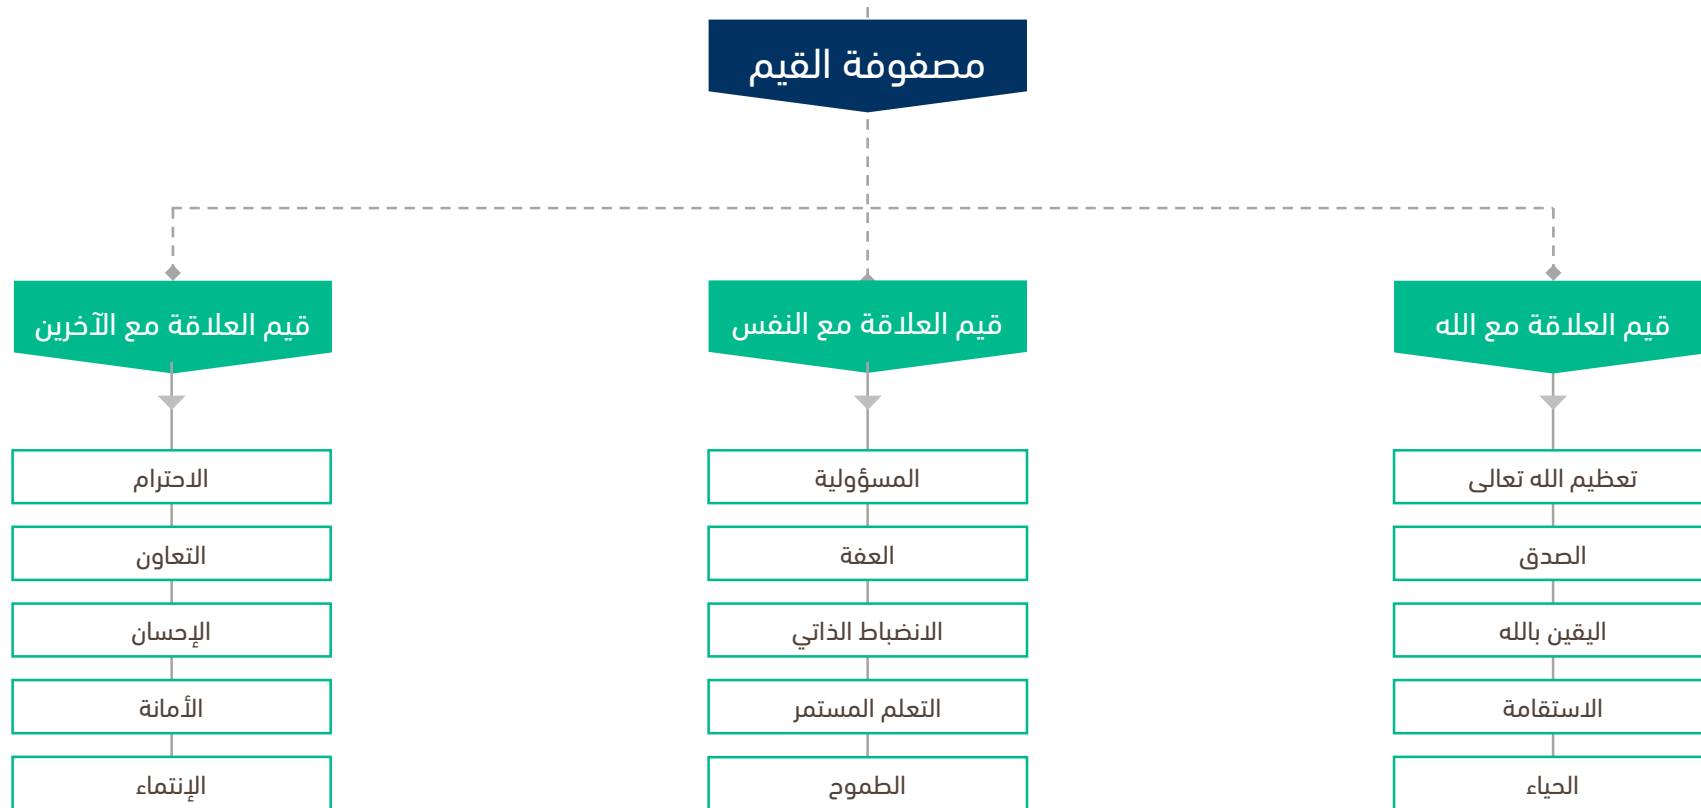 مصفوفة القيم
قيم العلاقة مع الله
تعظيم الله تعالى
الصدق
اليقين بالله
الاستقامة
الحياء
قيم العلاقة مع النفس
المسؤولية
العفة
الانضباط الذاتي
التعلم المستمر
الطموح
قيم العلاقة مع الآخرين
الاحترام
التعاون
الإحسان
الأمانة
الإنتماء